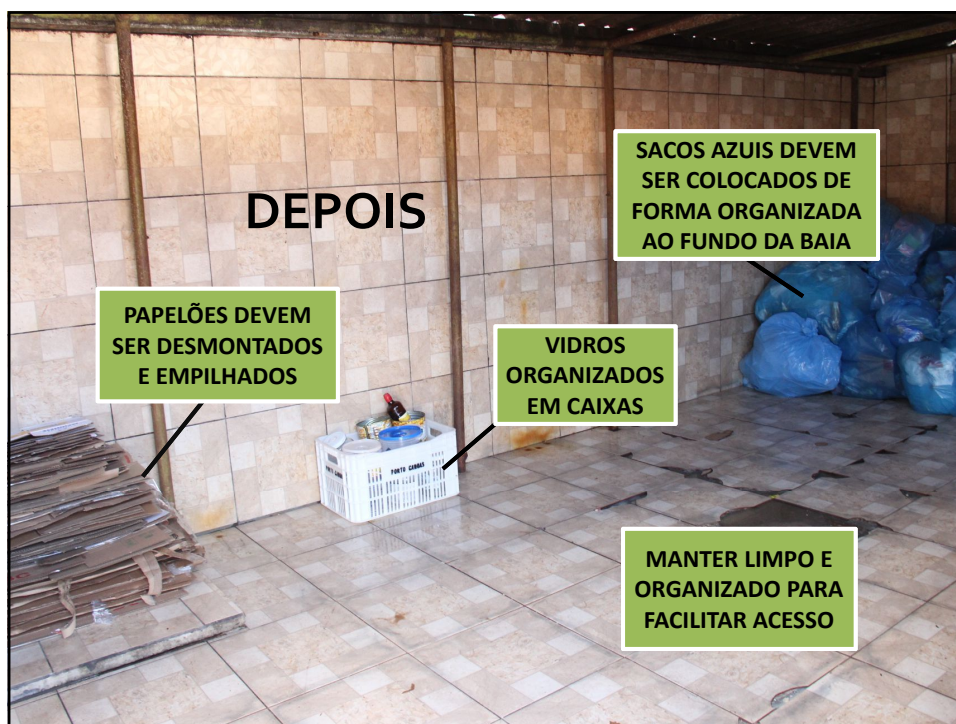 DEPOIS
SACOS AZUIS DEVEM
SER COLOCADOS DE
FORMA ORGANIZADA
AO FUNDO DA BAIA
PAPELÕES DEVEM
SER DESMONTADOS
E EMPILHADOS
VIDROS
ORGANIZADOS
EM CAIXAS
MANTER LIMPO E
ORGANIZADO PARA
FACILITAR ACESSO